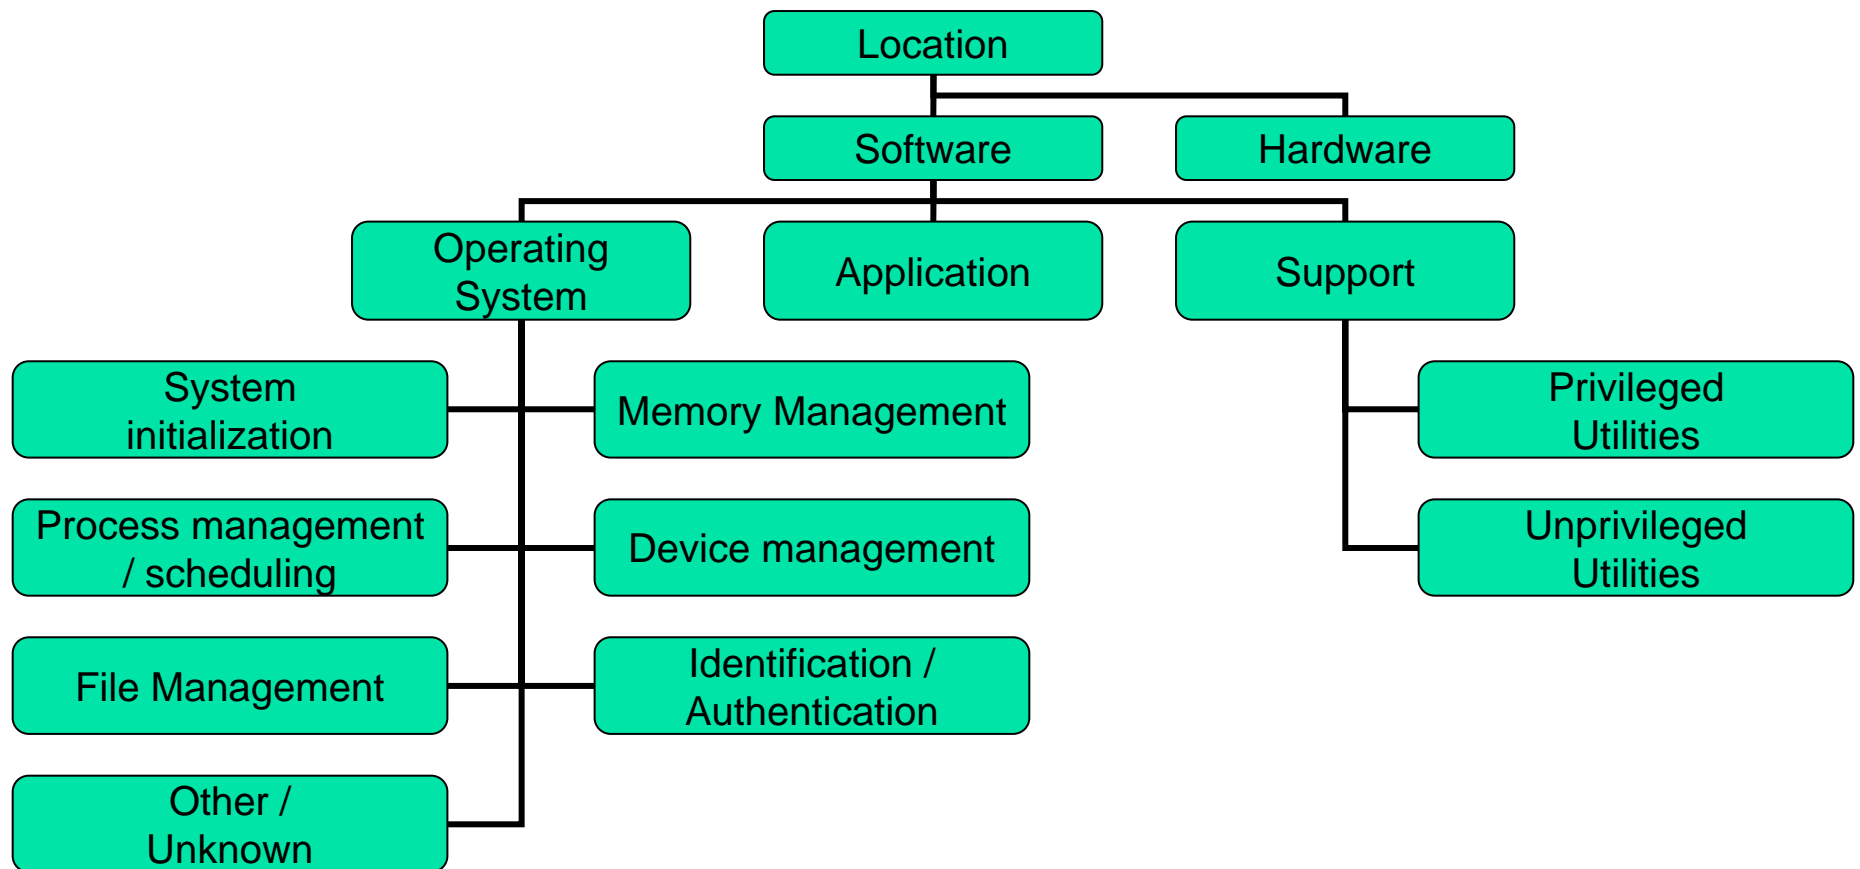 Location
Software
Hardware
Operating
System
Application
Support
System
initialization
Memory Management
Privileged
Utilities
Process management
/ scheduling
Device management
Unprivileged
Utilities
File Management
Identification /
Authentication
Other /
Unknown